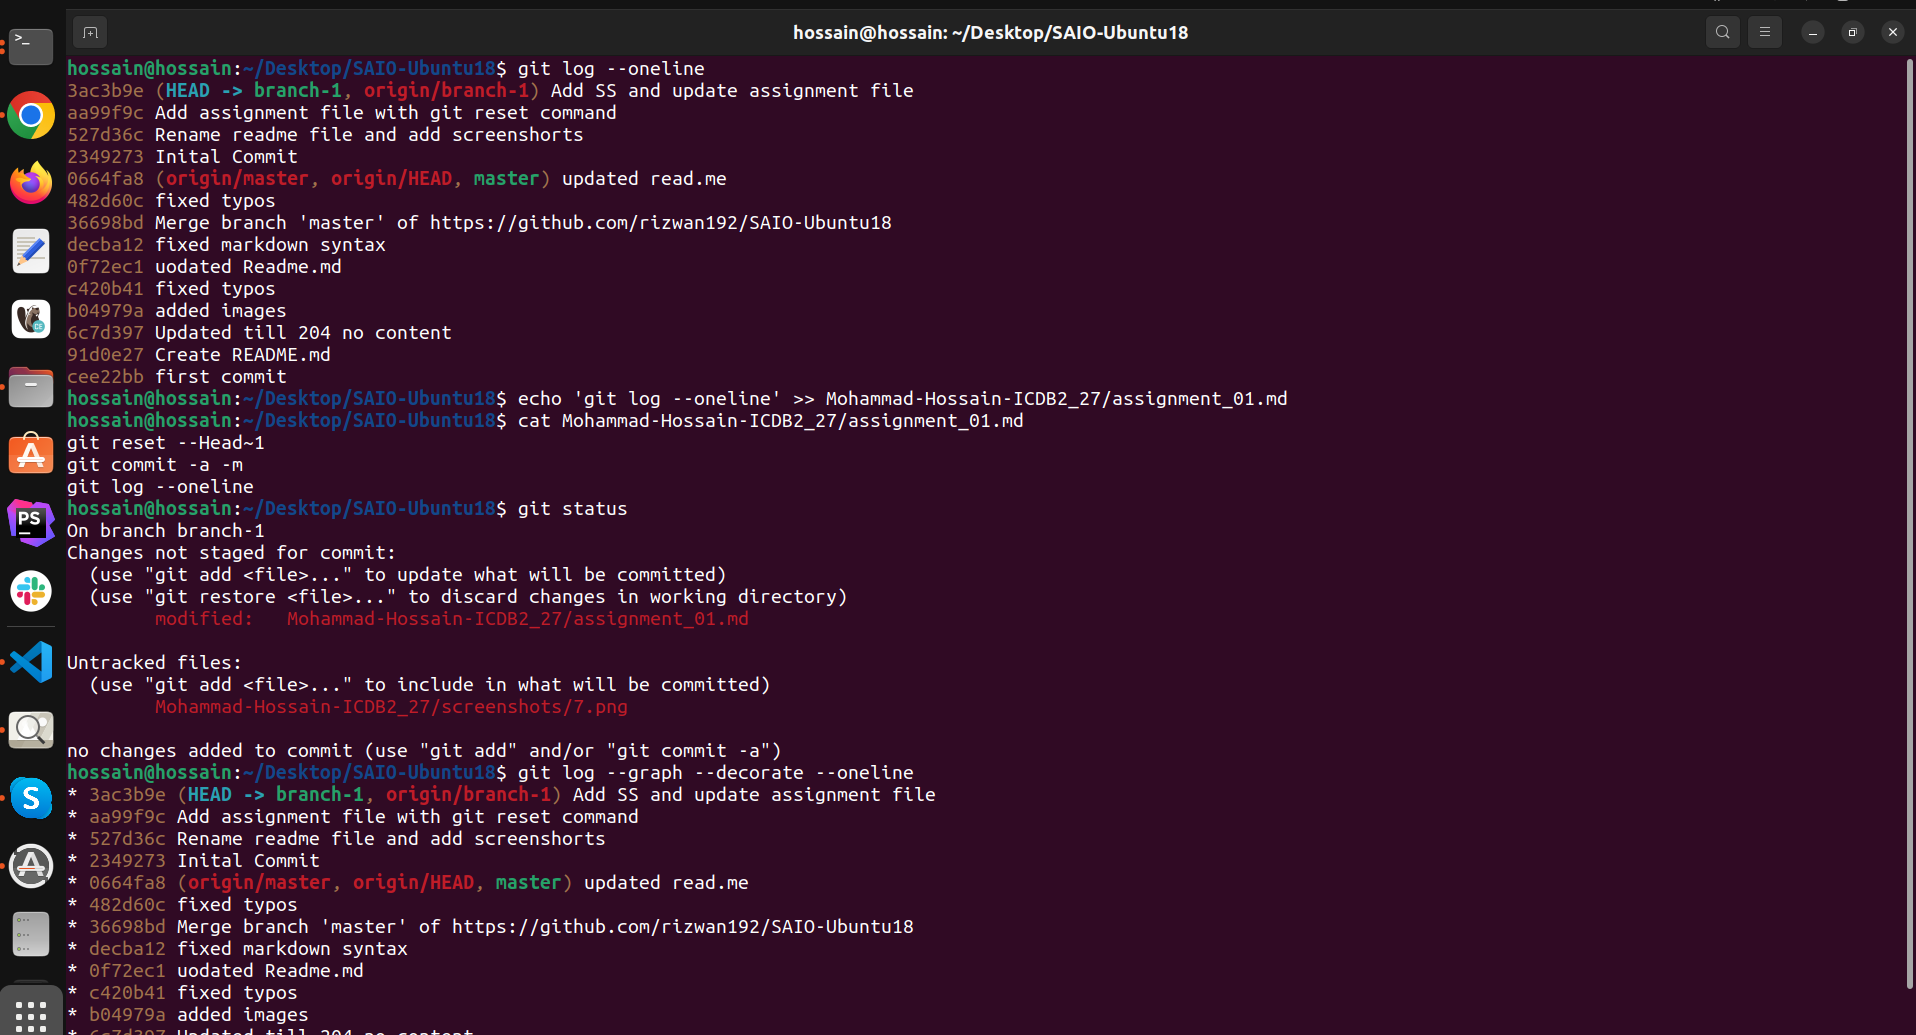 hossain@hossain: ~/Desktop/SAIO-Ubuntu18
hossain@hossain:~/Desktop/SAIO-Ubuntu18$ git log --oneline
3ac3b9e (HEAD -> branch-1, origin/branch-1) Add SS and update assignment file
aa99f9c Add assignment file with git reset command
527d36c Rename readme file and add screenshorts
2349273 Inital Commit
0664fa8 (origin/master, origin/HEAD, master) updated read.me
482d60c fixed typos
36698bd Merge branch 'master' of https://github.com/rizwan192/SAIO-Ubuntu18
decba12 fixed markdown syntax
0f72ec1 uodated Readme.md
c420b41 fixed typos
b04979a added images
6c7d397 Updated till 204 no content
91d0e27 Create README.md
cee22bb first commit
hossain@hossain:~/Desktop/SAIO-Ubuntu18$ echo 'git log --oneline' >> Mohammad-Hossain-ICDB2_27/assignment_01.md
hossain@hossain:~/Desktop/SAIO-Ubuntu18$ cat Mohammad-Hossain-ICDB2_27/assignment_01.md
git reset --Head~1
git commit -a -m
git log --oneline
hossain@hossain:~/Desktop/SAIO-Ubuntu18$ git status
On branch branch-1
Changes not staged for commit:
  (use "git add <file>..." to update what will be committed)
  (use "git restore <file>..." to discard changes in working directory)
        modified:   Mohammad-Hossain-ICDB2_27/assignment_01.md
Untracked files:
  (use "git add <file>..." to include in what will be committed)
        Mohammad-Hossain-ICDB2_27/screenshots/7.png
no changes added to commit (use "git add" and/or "git commit -a")
hossain@hossain:~/Desktop/SAIO-Ubuntu18$ git log --graph --decorate --oneline
* 3ac3b9e (HEAD -> branch-1, origin/branch-1) Add SS and update assignment file
* aa99f9c Add assignment file with git reset command
* 527d36c Rename readme file and add screenshorts
* 2349273 Inital Commit
* 0664fa8 (origin/master, origin/HEAD, master) updated read.me
* 482d60c fixed typos
* 36698bd Merge branch 'master' of https://github.com/rizwan192/SAIO-Ubuntu18
* decba12 fixed markdown syntax
* 0f72ec1 uodated Readme.md
* c420b41 fixed typos
* b04979a added images
* 6c7d397 Updated till 204 no content
>_
CE
PS
S